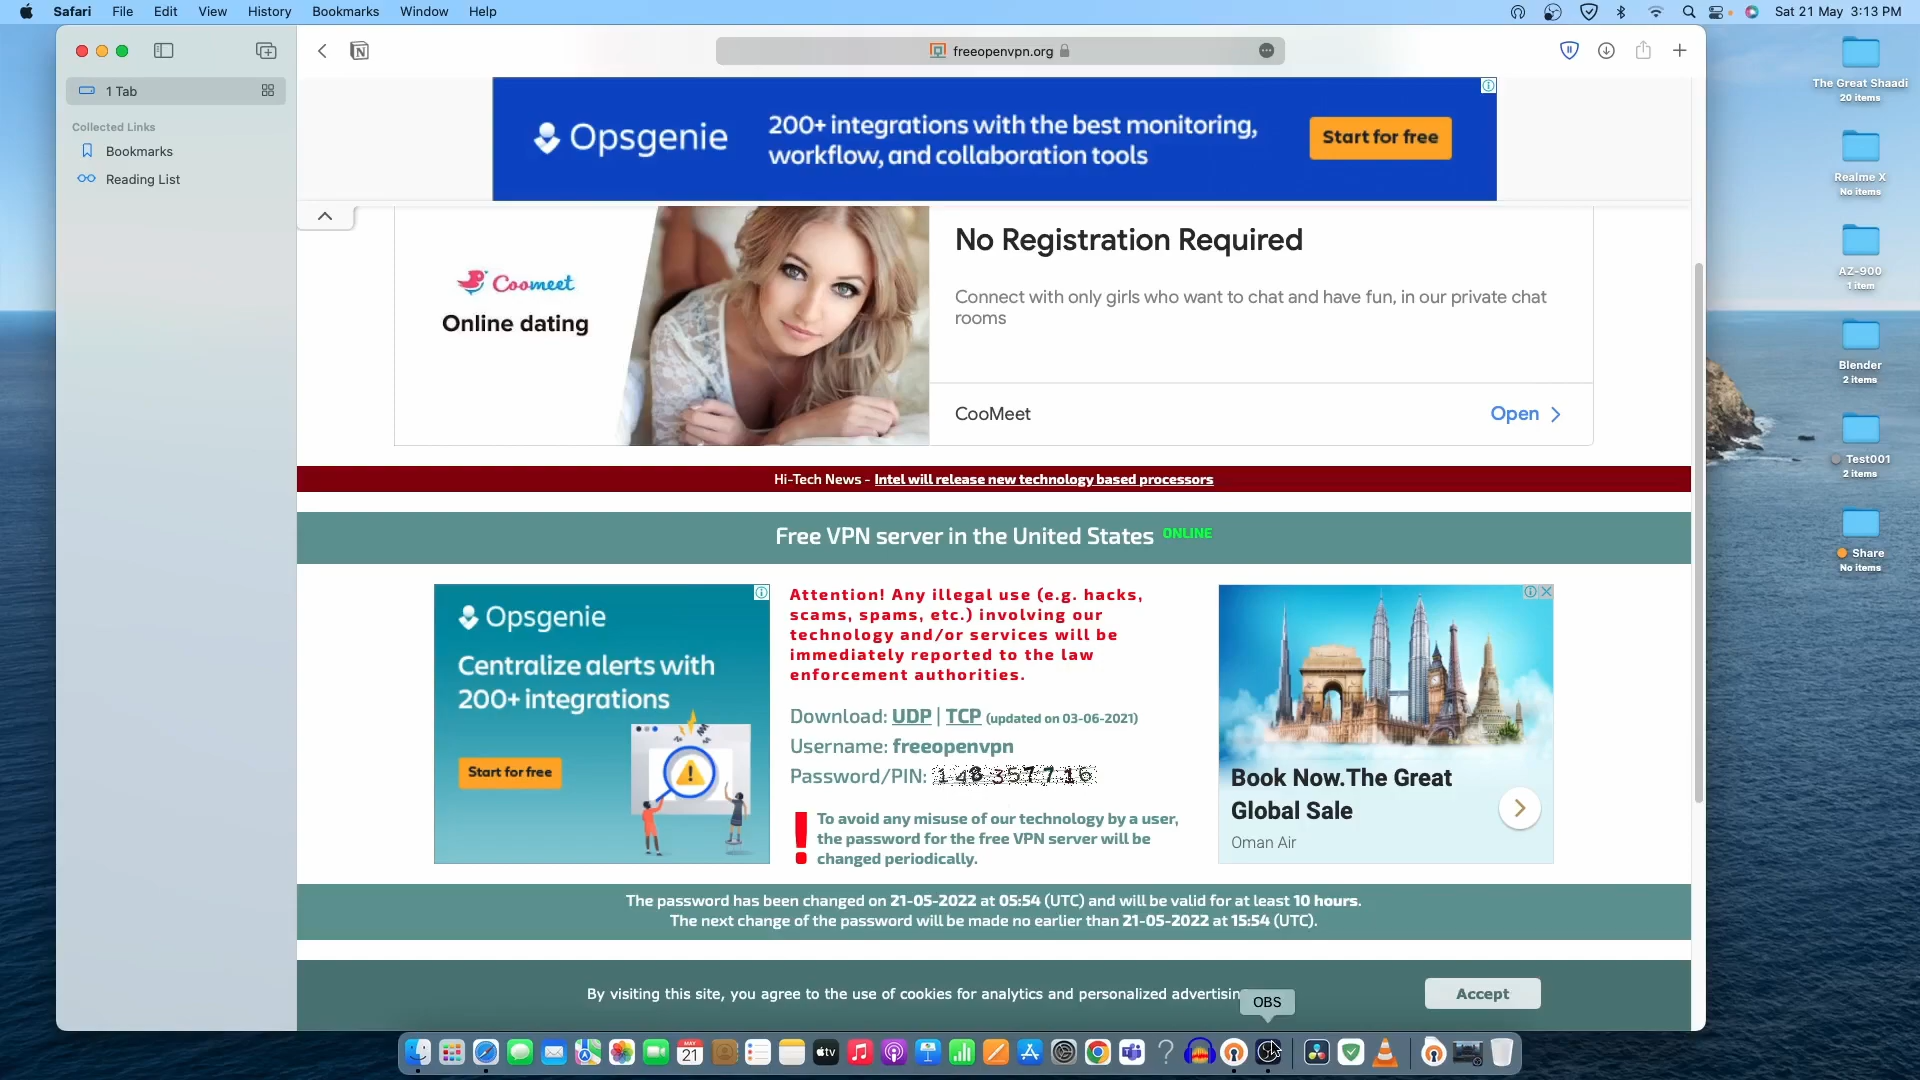 Safari File Edit View History Bookmarks Window Help
Sat 21 May 3:13 PM
1 Tab
Collected Links
Bookmarks
Reading List
freeopenvpn.org
Opsgenie
200+ integrations with the best monitoring,
workflow, and collaboration tools
Start for free
Coomeet
Online dating
No Registration Required
Connect with only girls who want to chat and have fun, in our private chat
rooms
CooMeet
Open
Hi-Tech News - Intel will release new technology based processors
Free VPN server in the United States ONLINE
Opsgenie
Centralize alerts with
200+ integrations
Start for free
Attention! Any illegal use (e.g. hacks,
scams, spams, etc.) involving our
technology and/or services will be
immediately reported to the law
enforcement authorities.
Download: UDP | TCP (updated on 03-06-2021)
Username: freeopenvpn
Password/PIN: 148357716
To avoid any misuse of our technology by a user,
the password for the free VPN server will be
changed periodically.
Book Now.The Great
Global Sale
Oman Air
The password has been changed on 21-05-2022 at 05:54 (UTC) and will be valid for at least 10 hours.
The next change of the password will be made no earlier than 21-05-2022 at 15:54 (UTC).
By visiting this site, you agree to the use of cookies for analytics and personalized advertisin
Accept
OBS
The Great Shaadi
20 items
Realme X
No items
AZ-900
1 item
Blender
2 items
Test001
2 items
Share
No items
MAY
21
tv